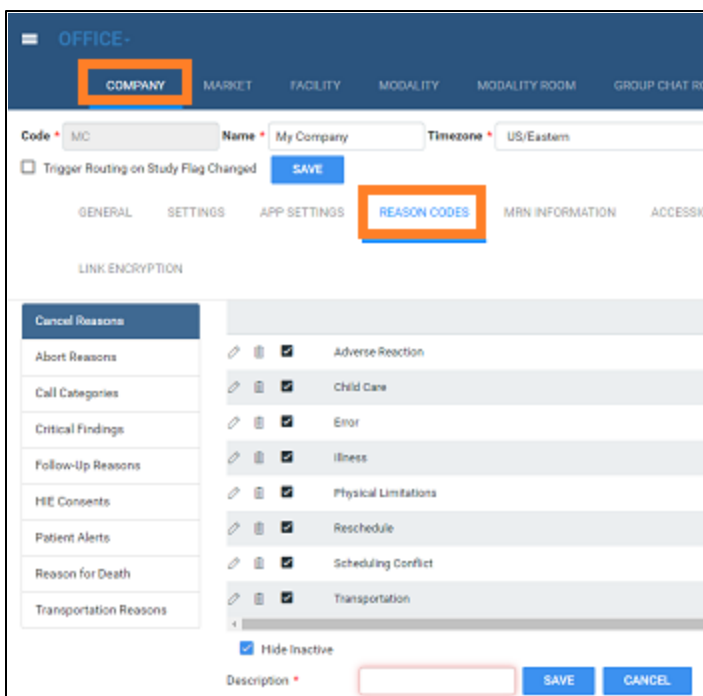 OFFICE-
COMPANY MARKET FACILITY MODALITY MODALITY ROOM GROUP CHAT RO
Code * MC Name * My Company Timezone * US/Eastern
Trigger Routing on Study Flag Changed SAVE
GENERAL SETTINGS APP SETTINGS REASON CODES MRN INFORMATION ACCESSI
LINK ENCRYPTION
Cancel Reasons
Abort Reasons Adverse Reaction
Call Categories Child Care
Critical Findings Error
Follow-Up Reasons Illness
HIE Consents Physical Limitations
Patient Alerts Reschedule
Reason for Death Scheduling Conflict
Transportation Reasons Transportation
Hide Inactive
Description * SAVE CANCEL